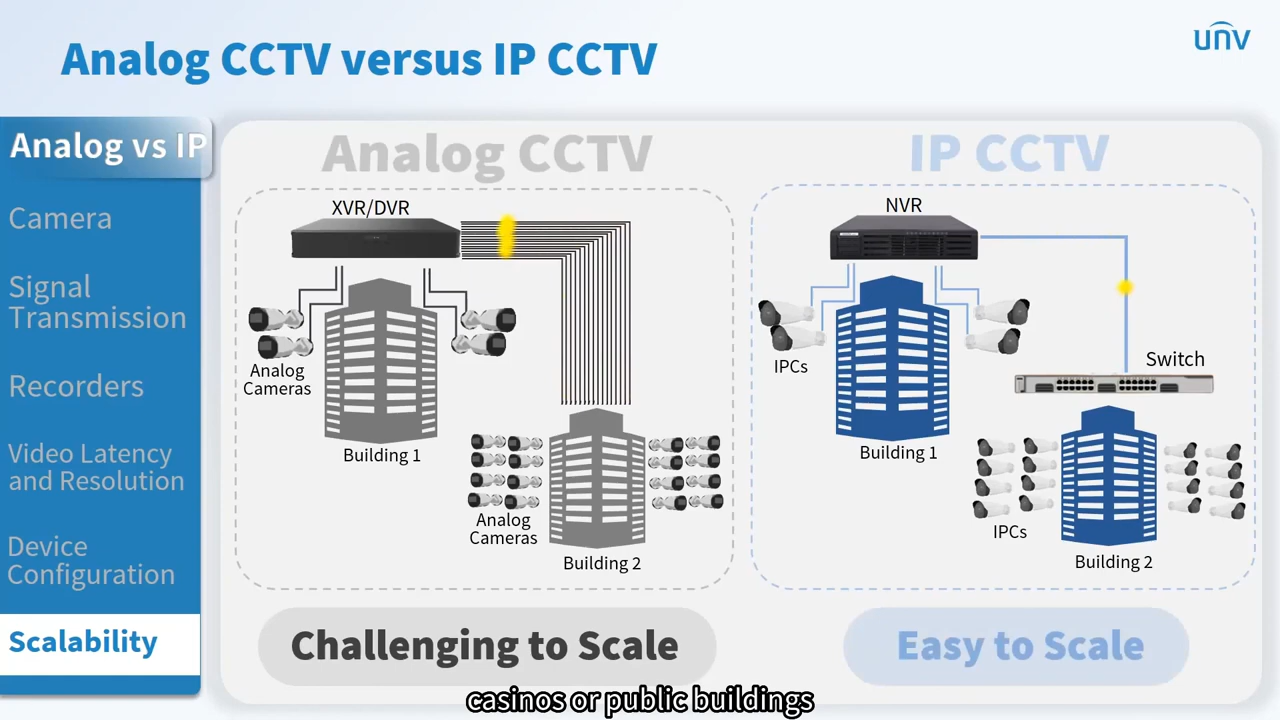 Analog CCTV versus IP CCTV
unv
Analog vs IP
Camera
Signal
Transmission
Recorders
Video Latency
and Resolution
Device
Configuration
Scalability
Analog CCTV
XVR/DVR
Analog
Cameras
Building 1
Analog
Cameras
Building 2
Challenging to Scale
IP CCTV
NVR
IPCs
Switch
Building 1
IPCs
Building 2
Easy to Scale
casinos or public buildings